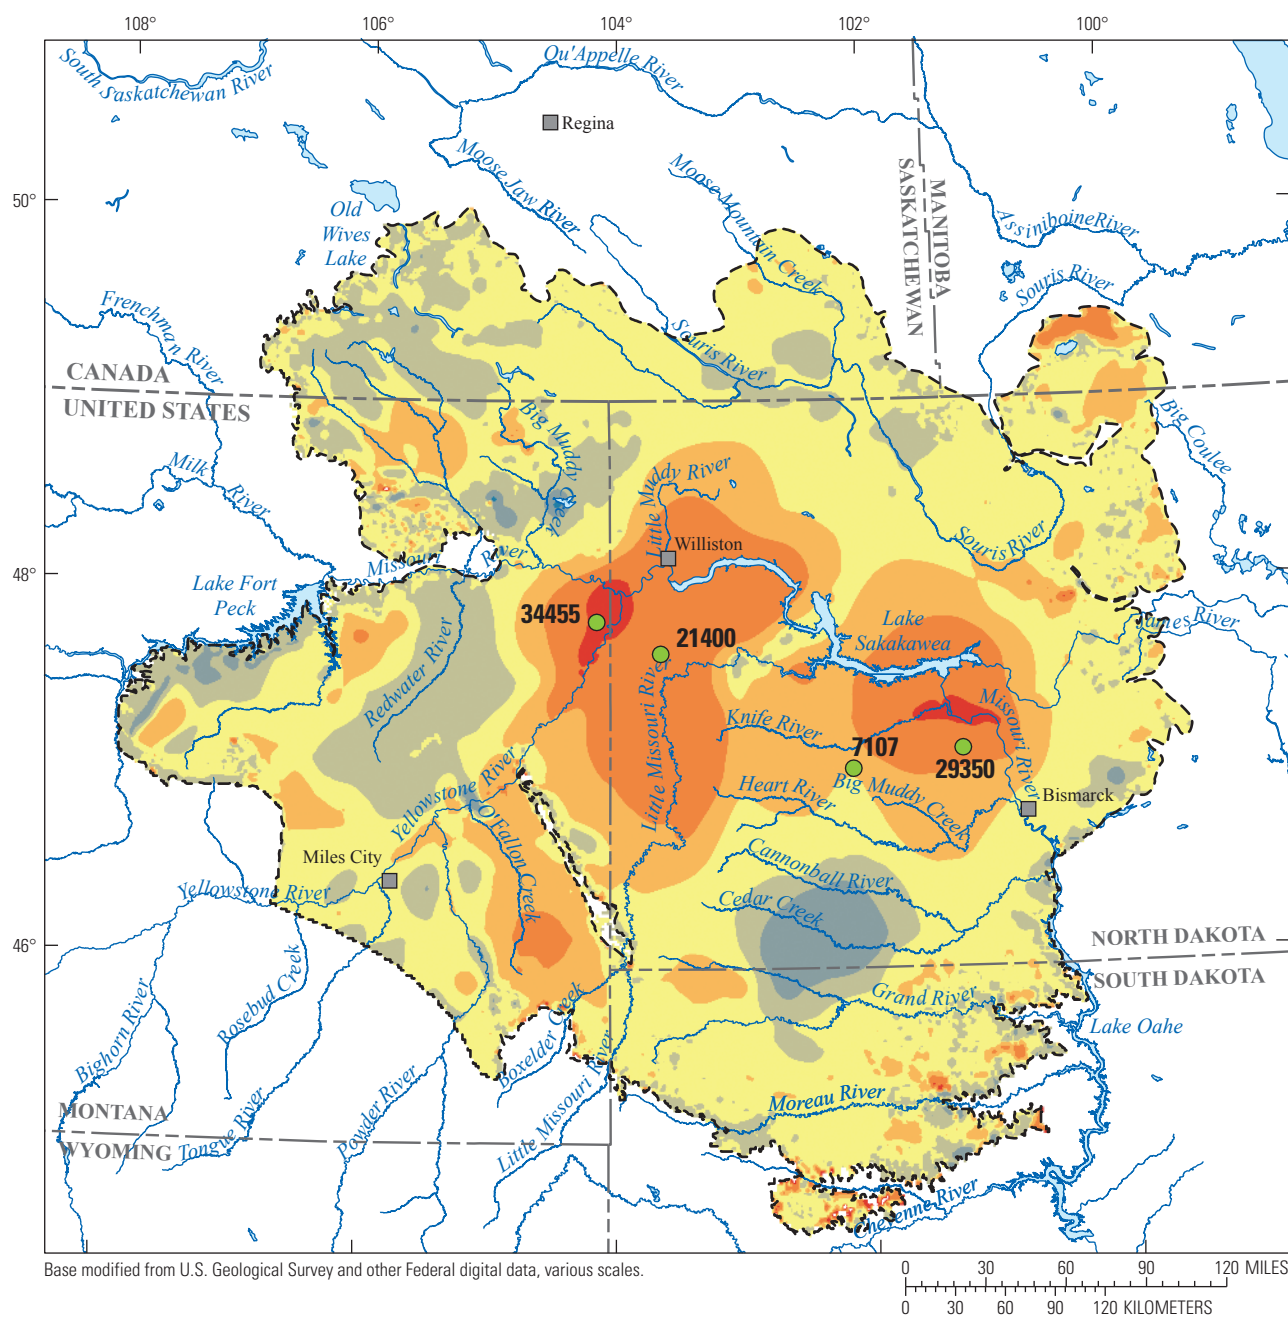 108°
106°
104°
102°
100°
South
Saskatchewan River
Qu'Appelle River
Regina
Moose Jaw River
Moose Mountain Creek
SASKATCHEWAN
MANITOBA
50°
Old
Wives
Lake
Assiniboine River
Souris River
Frenchman River
Souris River
CANADA
UNITED STATES
Big Muddy Creek
Big Coulee
Milk River
Little Muddy River
Souris River
48°
Missouri River
Williston
Lake Fort
Peck
34455
21400
Lake
Sakakawea
James River
Redwater River
Little Missouri River
Knife River
Missouri River
7107
29350
Yellowstone River
Heart River
Big Muddy Creek
Bismarck
O'Fallon Creek
Miles City
Cannonball River
Yellowstone River
Cedar Creek
46°
NORTH DAKOTA
SOUTH DAKOTA
Rosebud Creek
Bighorn River
Grand River
Lake Oahe
Boxelder Creek
Powder River
Little Missouri River
Moreau River
MONTANA
WYOMING
Tongue River
Cheyenne River
Base modified from U.S. Geological Survey and other Federal digital data, various scales.
0 30 60 90 120 MILES
0 30 60 90 120 KILOMETERS